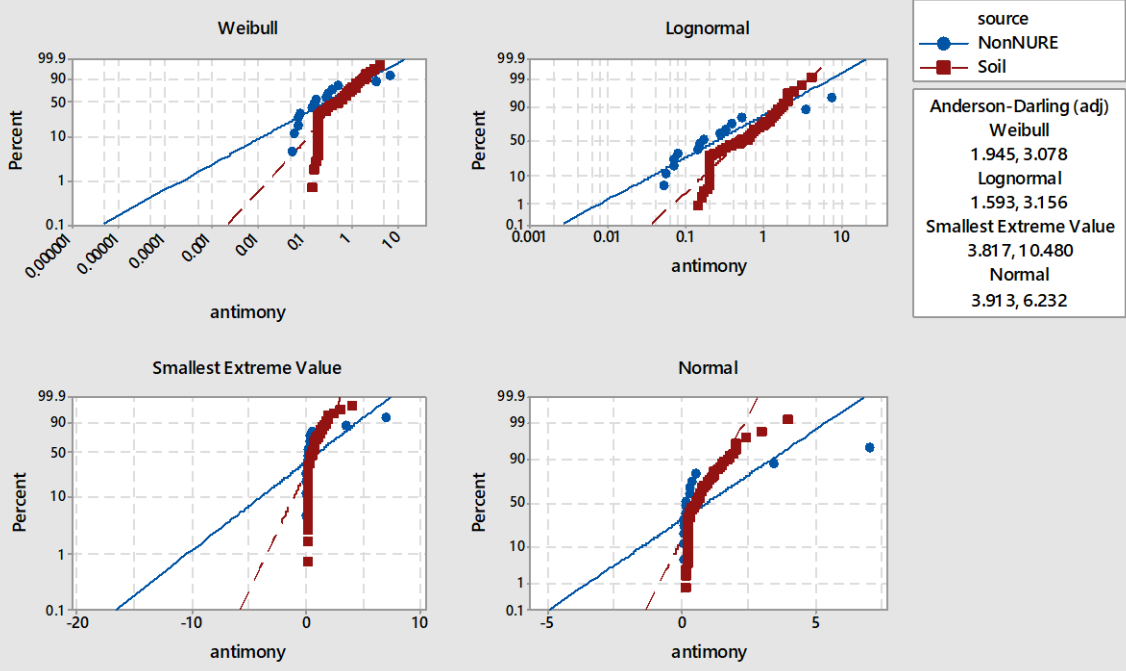 Weibull
99.9
90
50
10
1
0.1
Percent
0.000001
0.00001
0.0001
0.001
0.01
0.1
1
10
antimony
Lognormal
99.9
99
90
50
10
1
0.1
Percent
0.001
0.01
0.1
1
10
antimony
source
NonNURE
Soil
Anderson-Darling (adj)
Weibull
1.945, 3.078
Lognormal
1.593, 3.156
Smallest Extreme Value
3.817, 10.480
Normal
3.913, 6.232
Smallest Extreme Value
99.9
90
50
10
1
0.1
Percent
-20
-10
0
10
antimony
Normal
99.9
99
90
50
10
1
0.1
Percent
-5
0
5
antimony